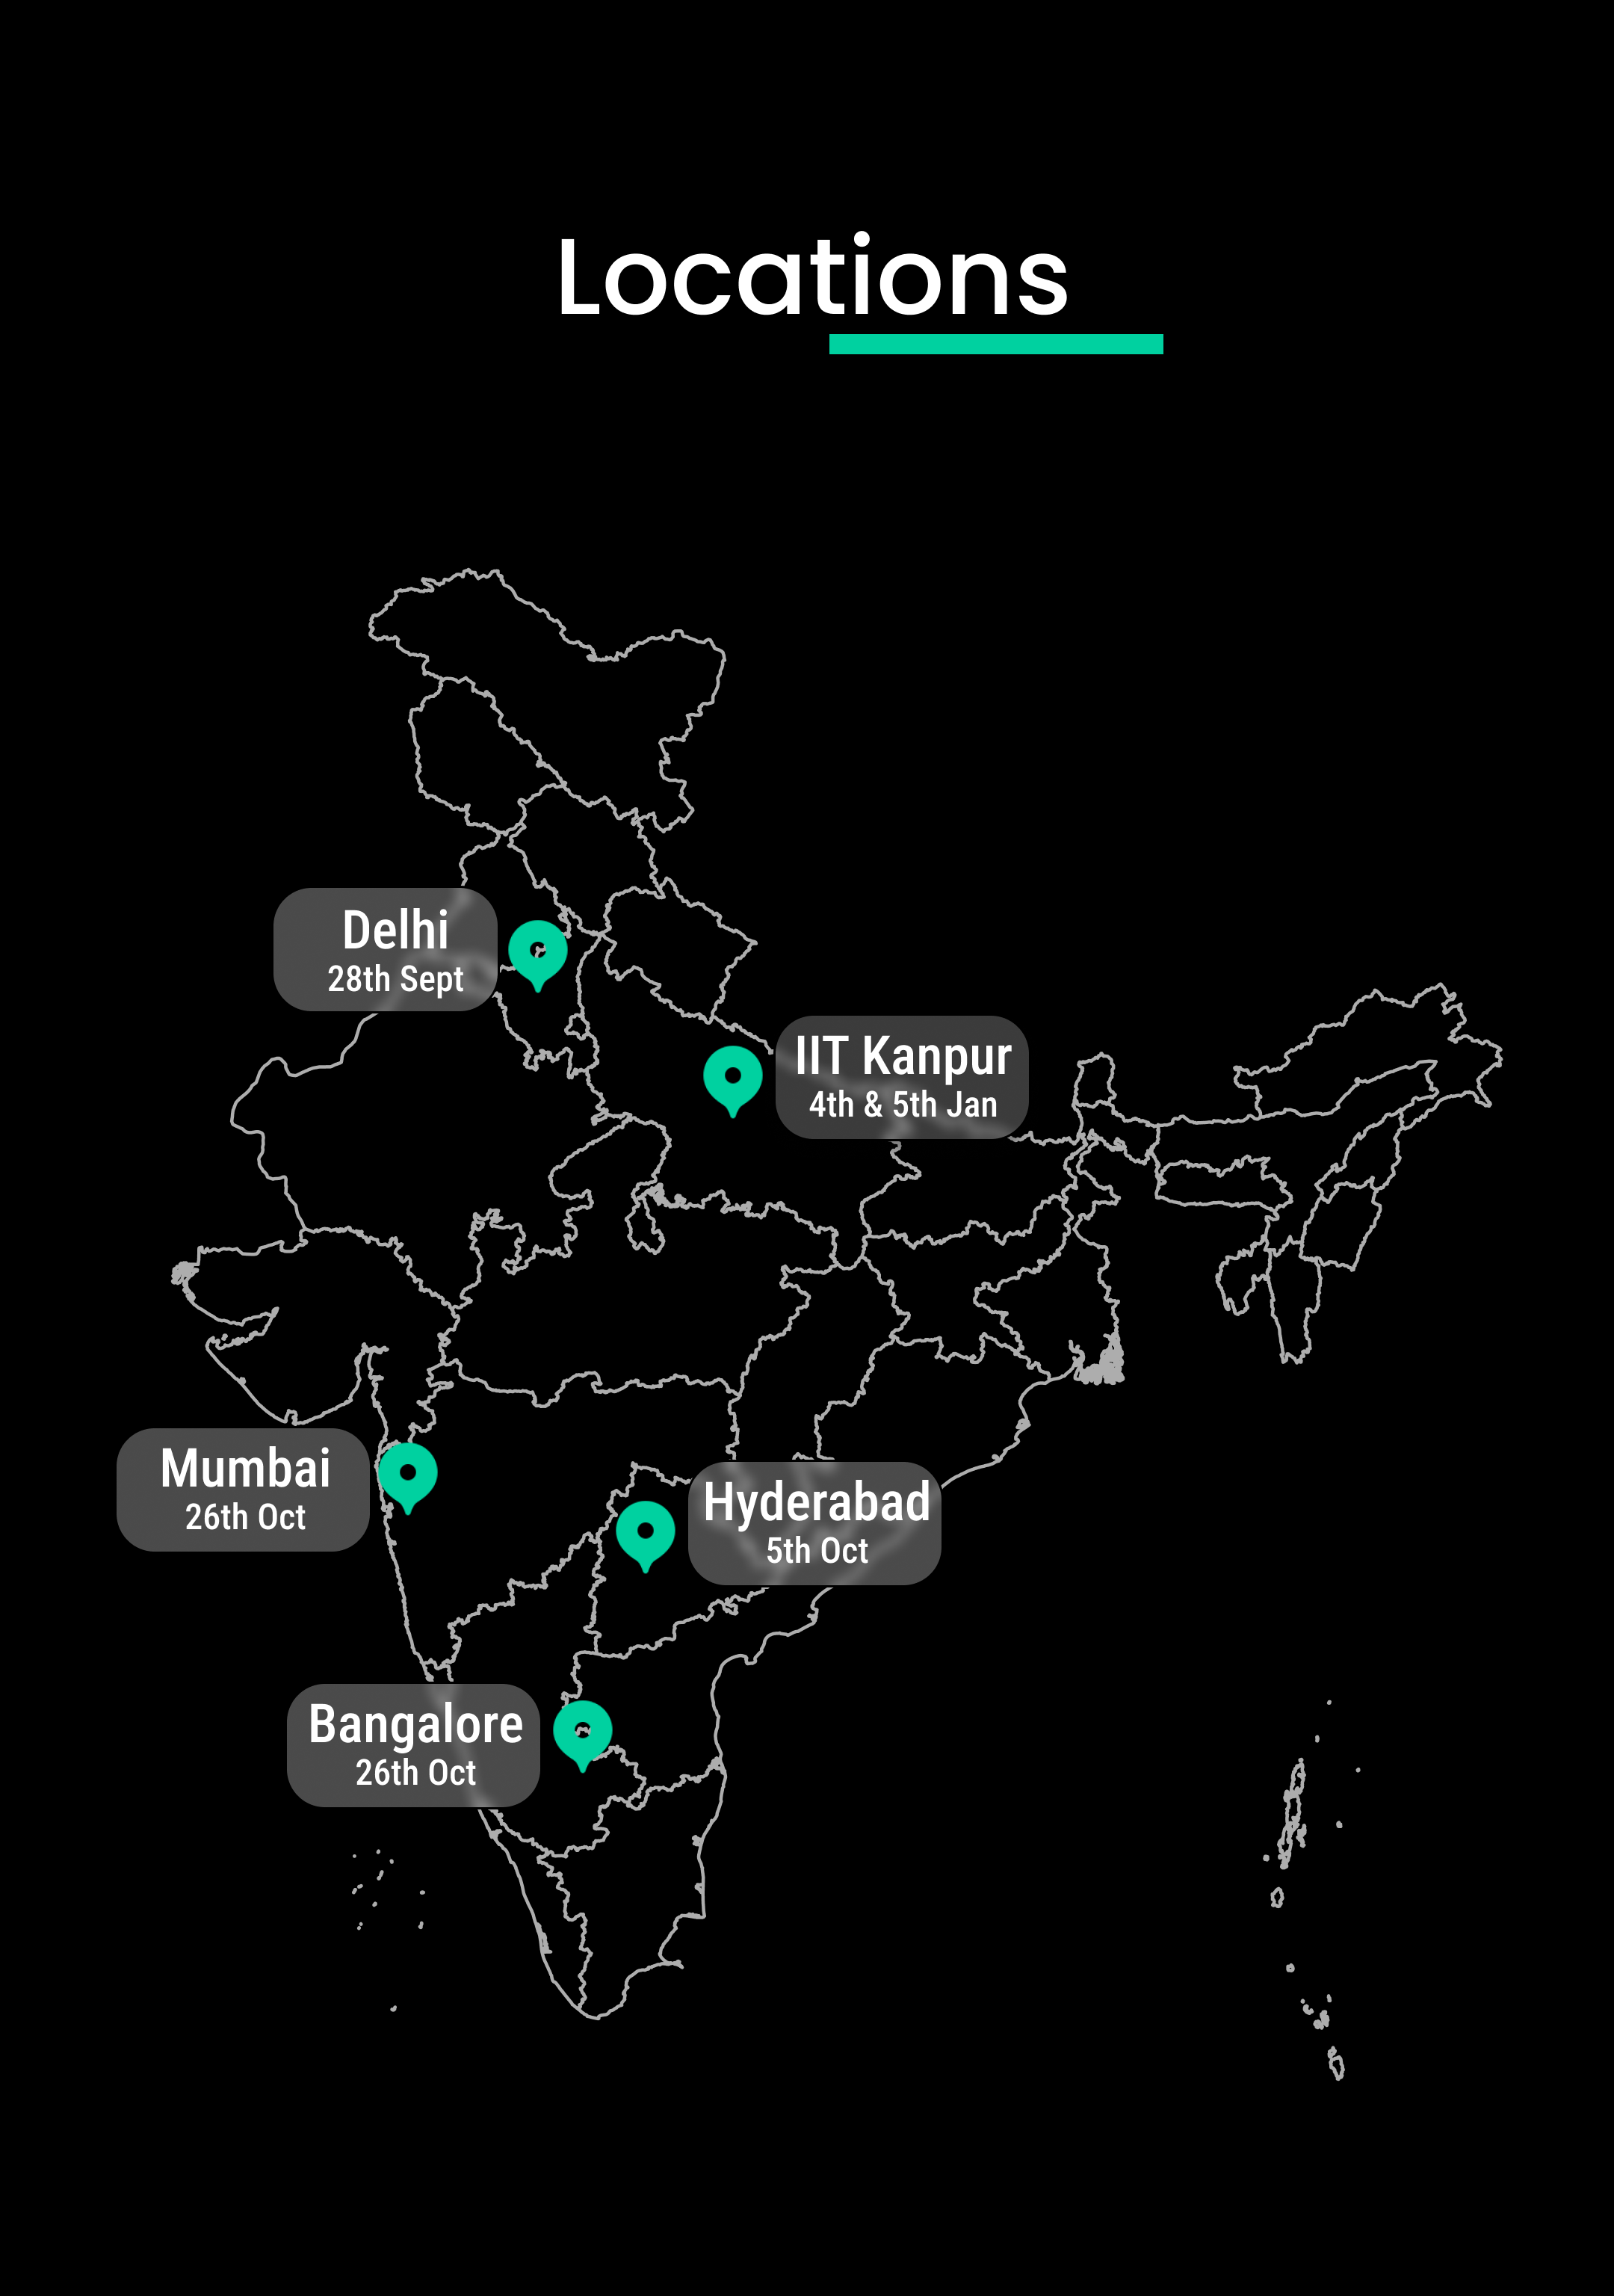 Locations
Delhi
28th Sept
IIT Kanpur
4th & 5th Jan
Mumbai
26th Oct
Hyderabad
5th Oct
Bangalore
26th Oct